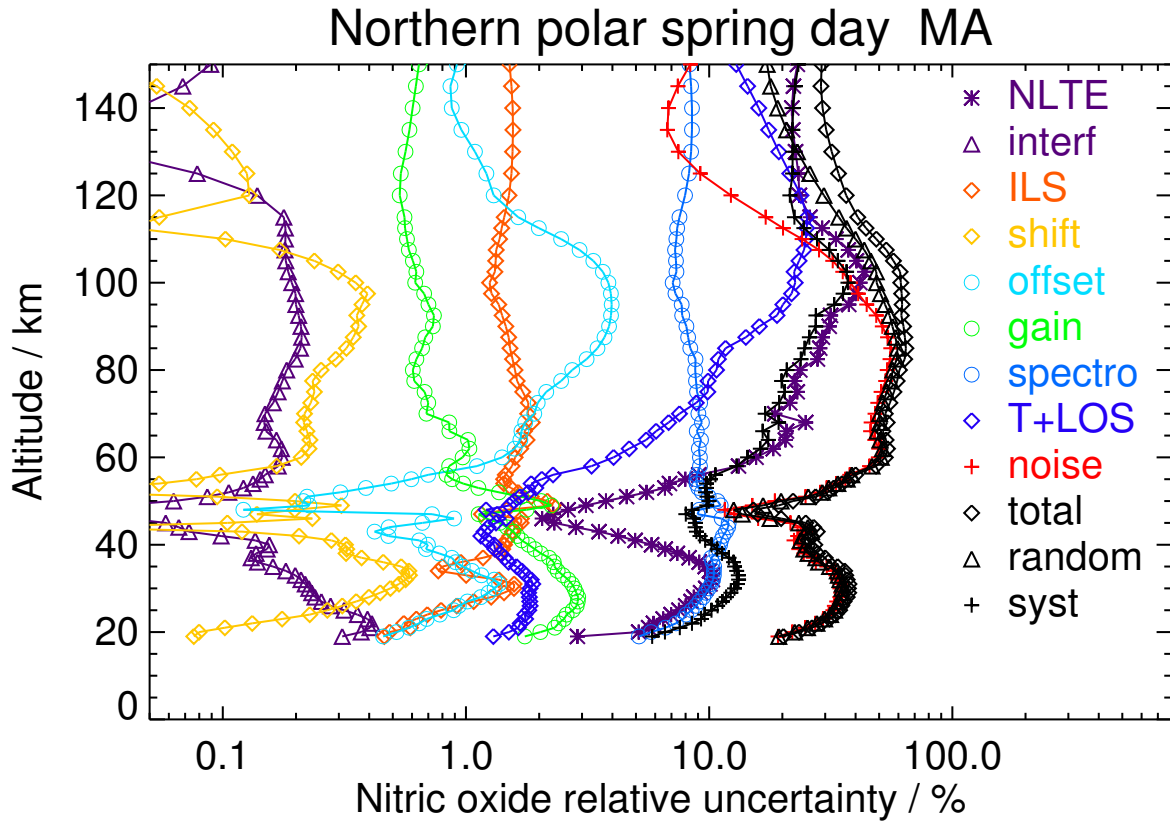 Northern polar spring day MA
Altitude / km
140
120
100
80
60
40
20
0
NLTE
interf
ILS
shift
offset
gain
spectro
T+LOS
noise
total
random
syst
0.1 1.0 10.0 100.0
Nitric oxide relative uncertainty / %